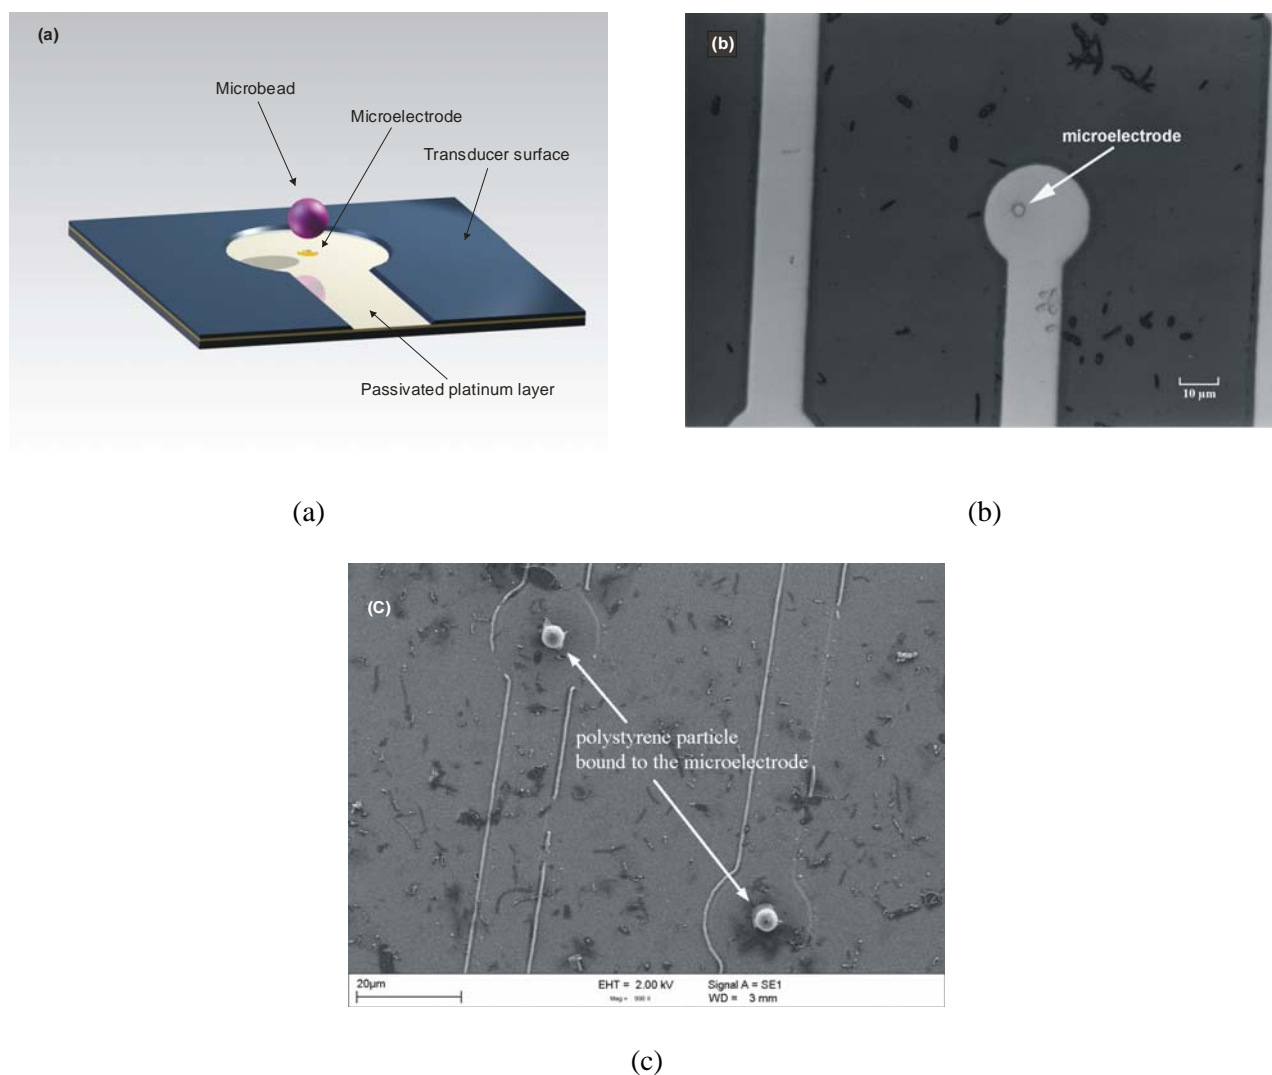 (a)
Microbead
Microelectrode
Transducer surface
Passivated platinum layer
(b)
microelectrode
10 µm
(a)
(b)
(C)
polystyrene particle
bound to the microelectrode
20µm
EHT = 2.00 kV
Signal A = SE1
WD = 3 mm
(c)